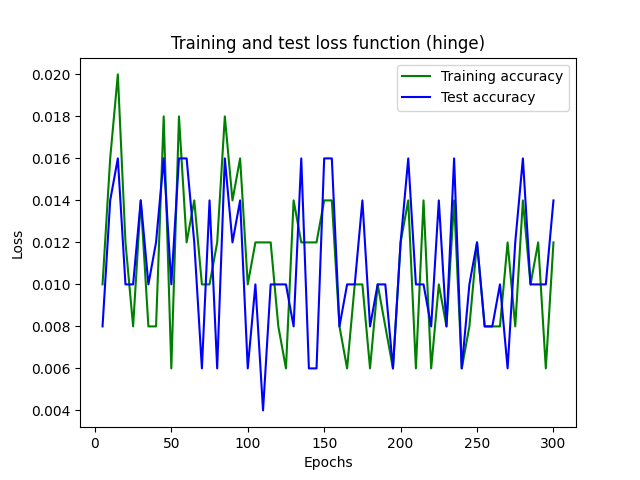 Training and test loss function (hinge)
Training accuracy
Test accuracy
Loss
0.020
0.018
0.016
0.014
0.012
0.010
0.008
0.006
0.004
0 50 100 150 200 250 300
Epochs